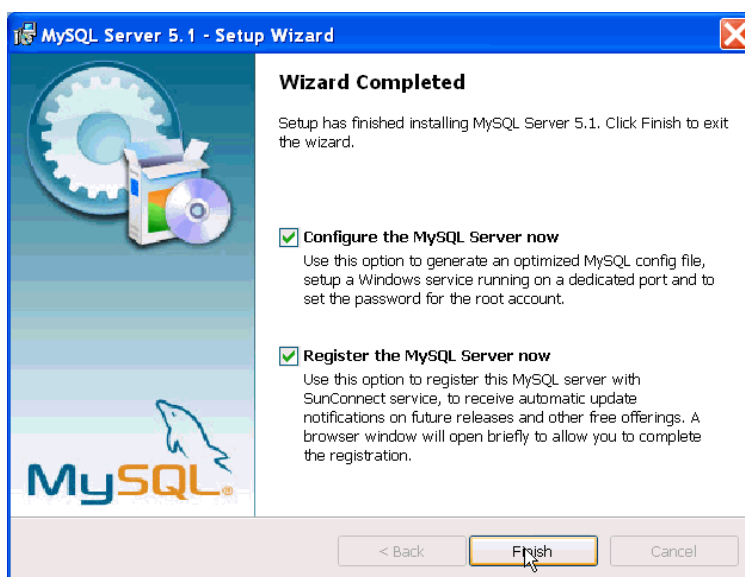 MySQL Server 5.1 - Setup Wizard
Wizard Completed
Setup has finished installing MySQL Server 5.1. Click Finish to exit
the wizard.
Configure the MySQL Server now
Use this option to generate an optimized MySQL config file,
setup a Windows service running on a dedicated port and to
set the password for the root account.
Register the MySQL Server now
Use this option to register this MySQL server with
SunConnect service, to receive automatic update
notifications on future releases and other free offerings. A
browser window will open briefly to allow you to complete
the registration.
MySQL
< Back
Finish
Cancel